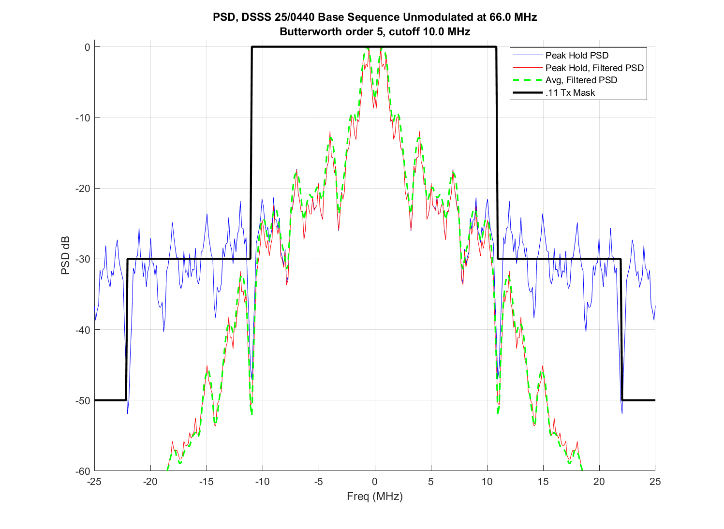 PSD, DSSS 25/0440 Base Sequence Unmodulated at 66.0 MHz
Butterworth order 5, cutoff 10.0 MHz
Peak Hold PSD
Peak Hold, Filtered PSD
Avg, Filtered PSD
.11 Tx Mask
PSD dB
0
-10
-20
-30
-40
-50
-60
-25
-20
-15
-10
-5
0
5
10
15
20
25
Freq (MHz)